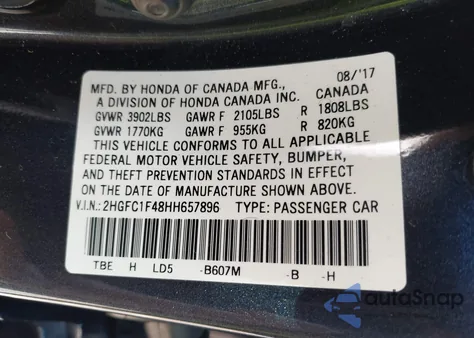 MFD. BY HONDA OF CANADA MFG., 08/'17
A DIVISION OF HONDA CANADA INC. CANADA
GVWR 3902LBS GAWR F 2105LBS R 1808LBS
GVWR 1770KG GAWR F 955KG R 820KG
THIS VEHICLE CONFORMS TO ALL APPLICABLE
FEDERAL MOTOR VEHICLE SAFETY, BUMPER,
AND THEFT PREVENTION STANDARDS IN EFFECT
ON THE DATE OF MANUFACTURE SHOWN ABOVE.
V.I.N.: 2HGFC1F48HH657896 TYPE: PASSENGER CAR
TBE H LD5 -B607M -B -H
autoSnap